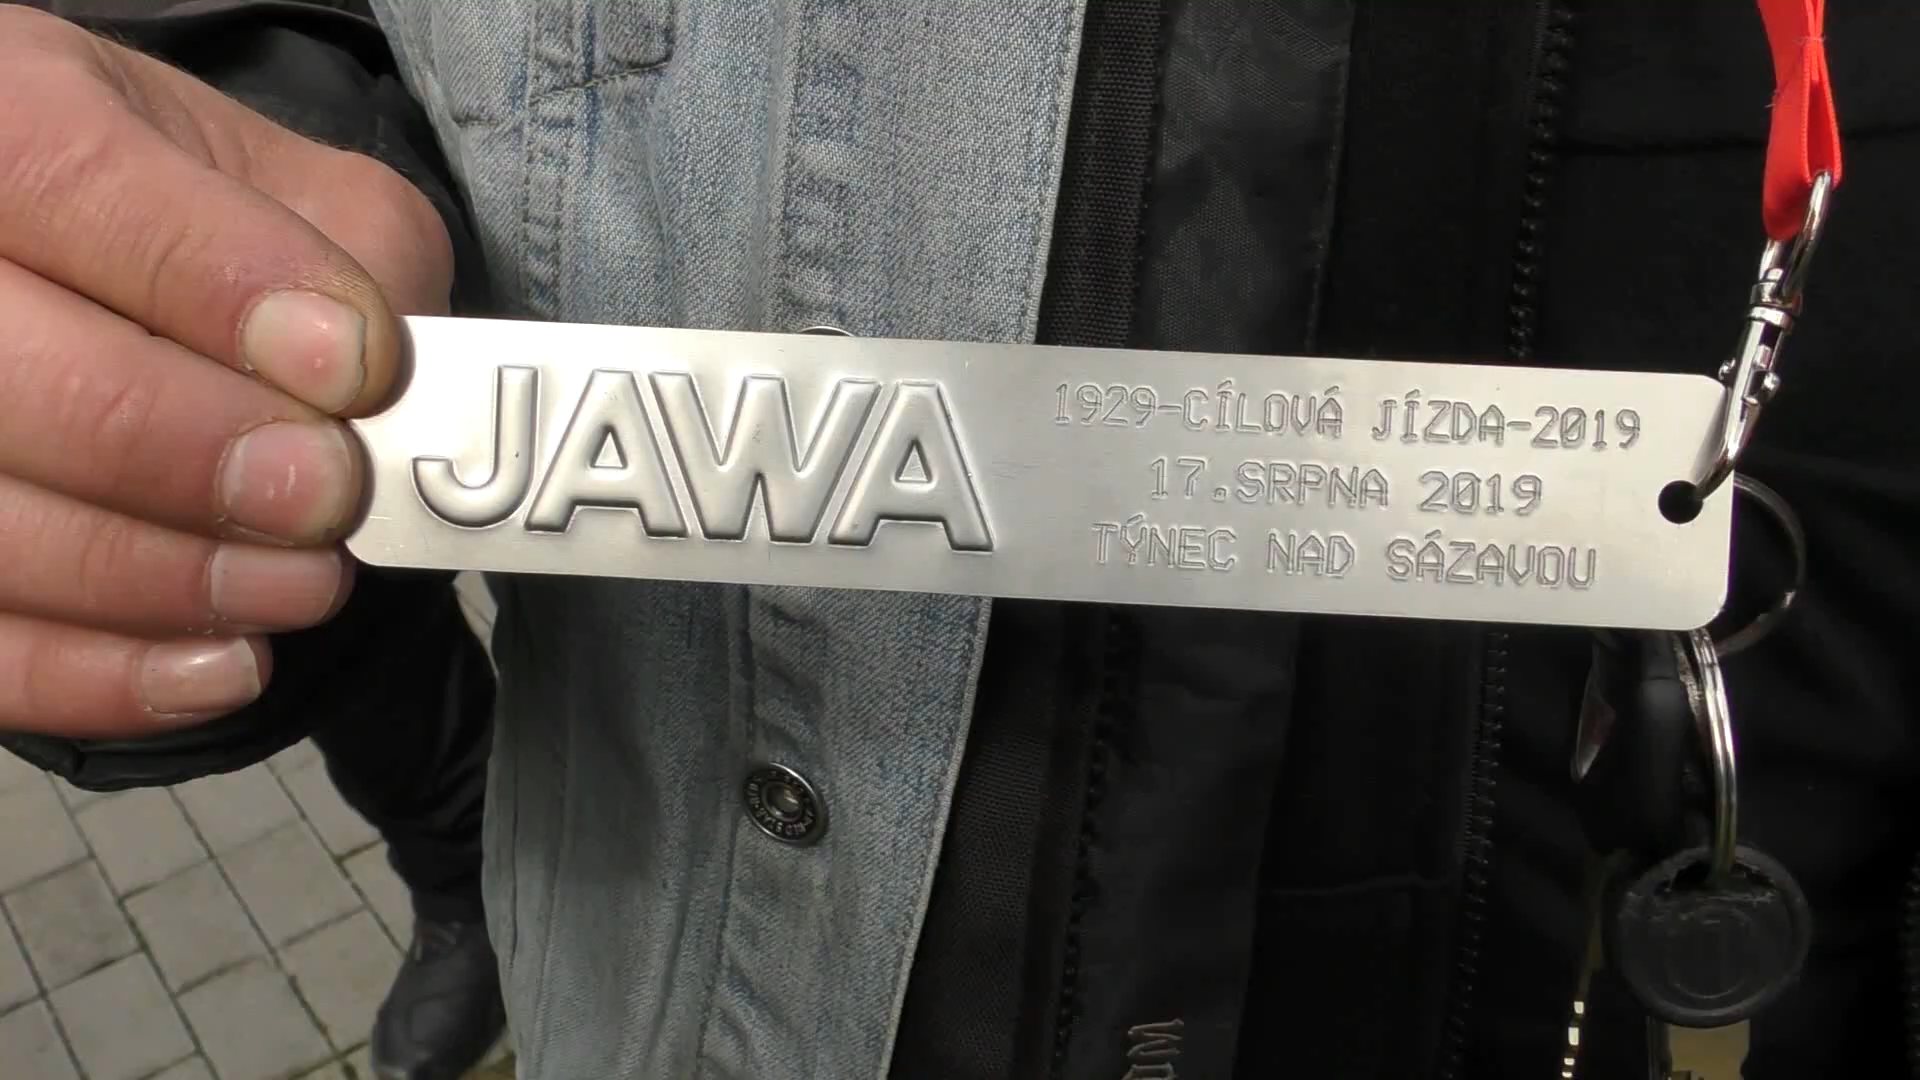 JAWA
1929-CÍLOVÁ JÍZDA-2019
17.SRPNA 2019
TÝNEC NAD SÁZAVOU